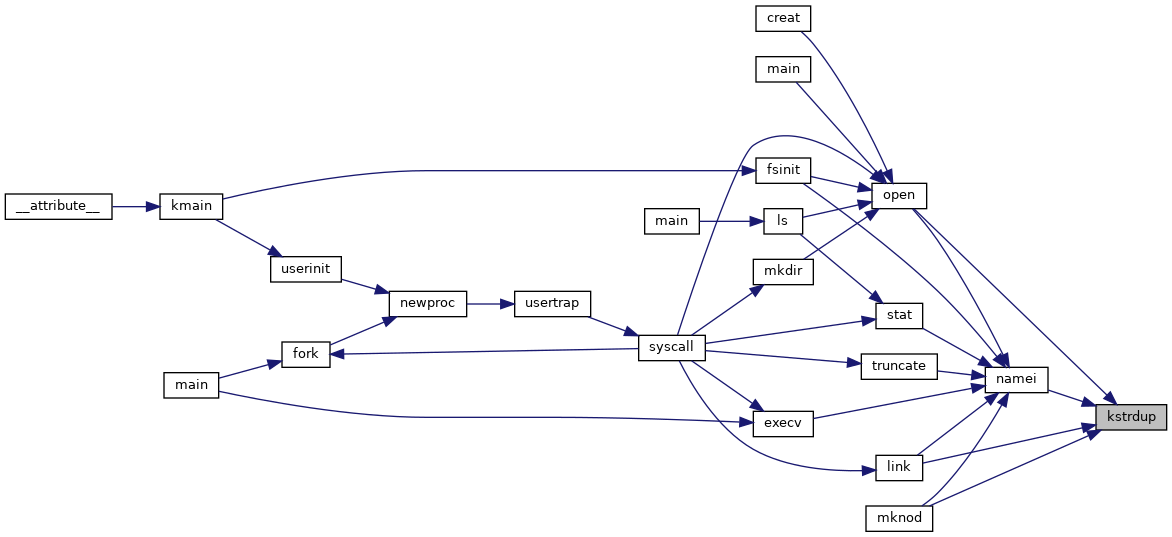 creat
main
fsinit
open
__attribute__
kmain
main
ls
userinit
mkdir
newproc
usertrap
stat
syscall
fork
truncate
namei
main
execv
kstrdup
link
mknod